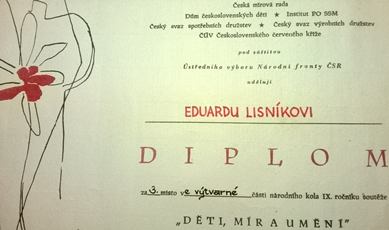 Česká mírová rada
Dům československých dětí ★ Institut PO SSM
Český svaz spotřebních družstev ★ Český svaz výrobních družstev
ČÚV Československého červeného kříže
pod záštitou
Ústředního výboru Národní fronty ČSR
udělují
EDUARDU LISNÍKOVI
DIPLOM
za 3. místo ve výtvarné části národního kola IX. ročníku soutěže
„DĚTI, MÍR A UMĚNÍ"